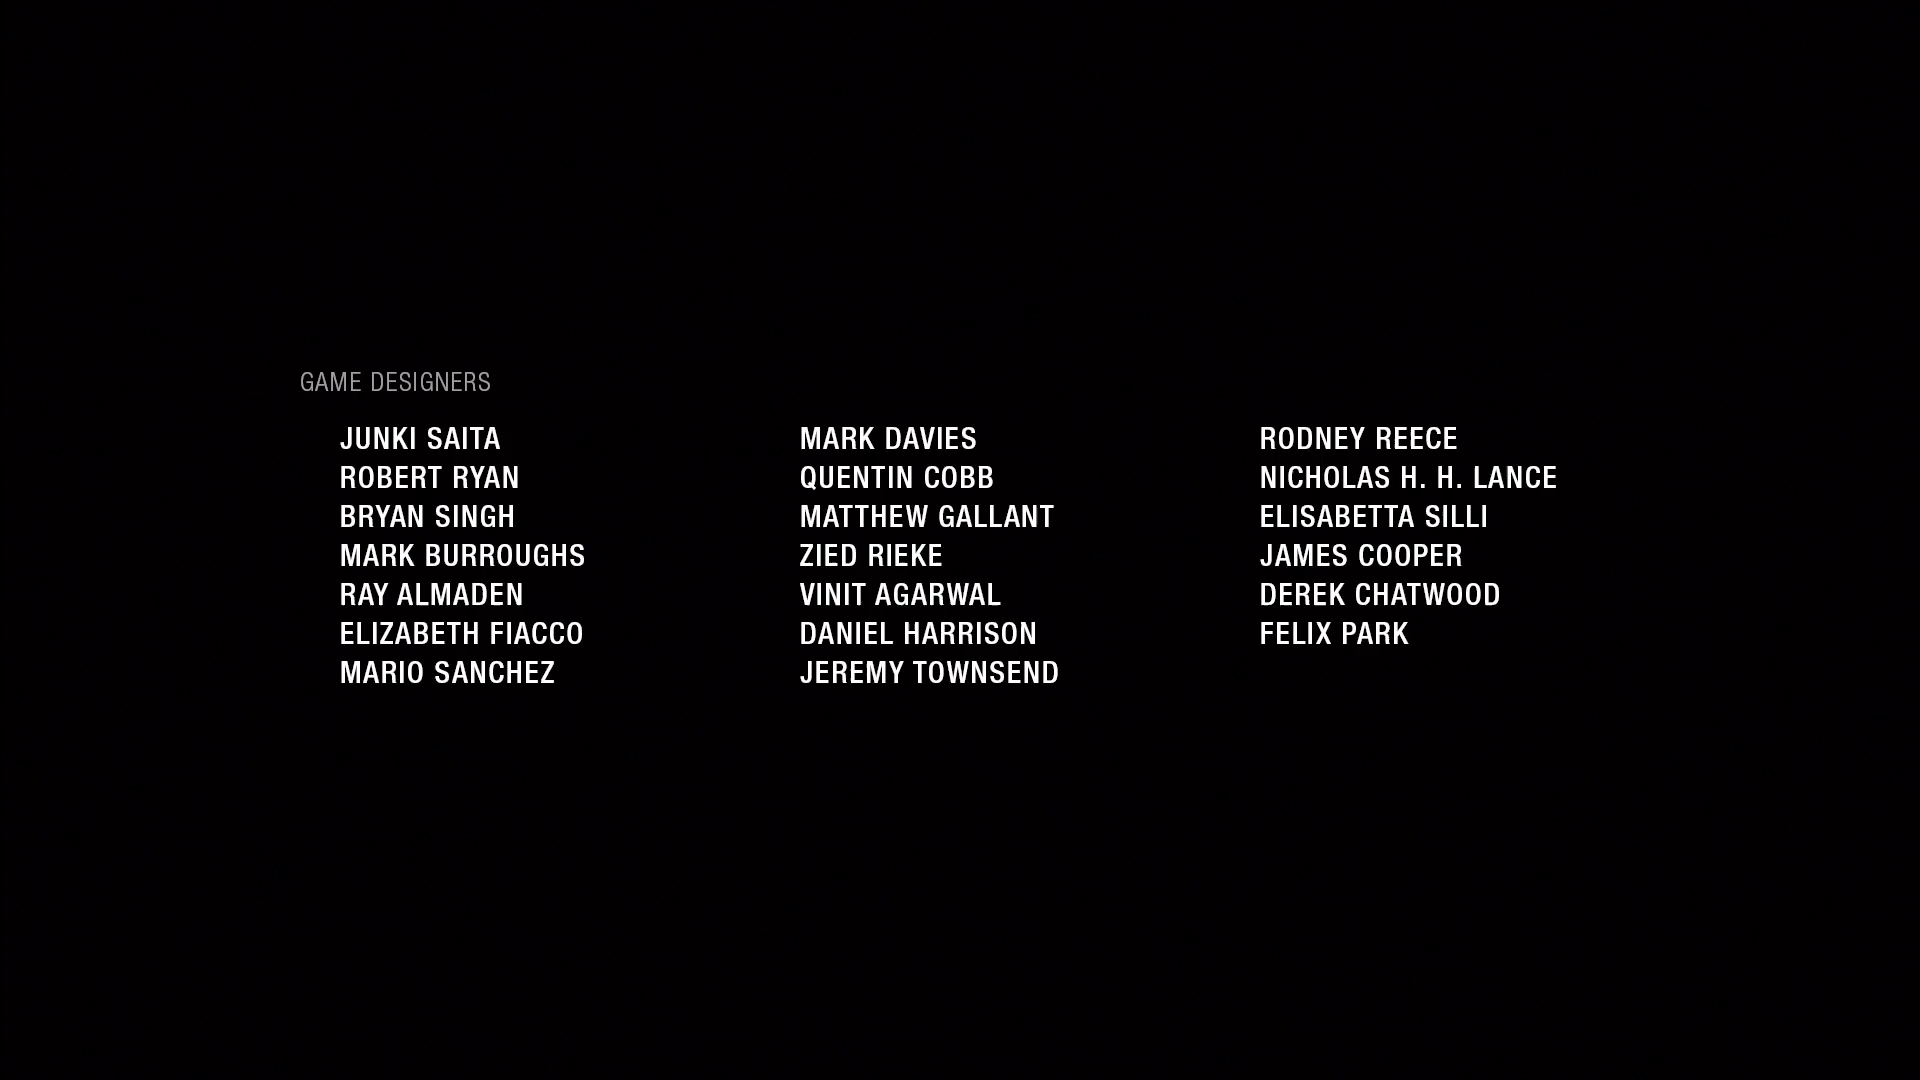 GAME DESIGNERS
JUNKI SAITA
ROBERT RYAN
BRYAN SINGH
MARK BURROUGHS
RAY ALMADEN
ELIZABETH FIACCO
MARIO SANCHEZ
MARK DAVIES
QUENTIN COBB
MATTHEW GALLANT
ZIED RIEKE
VINIT AGARWAL
DANIEL HARRISON
JEREMY TOWNSEND
RODNEY REECE
NICHOLAS H. H. LANCE
ELISABETTA SILLI
JAMES COOPER
DEREK CHATWOOD
FELIX PARK